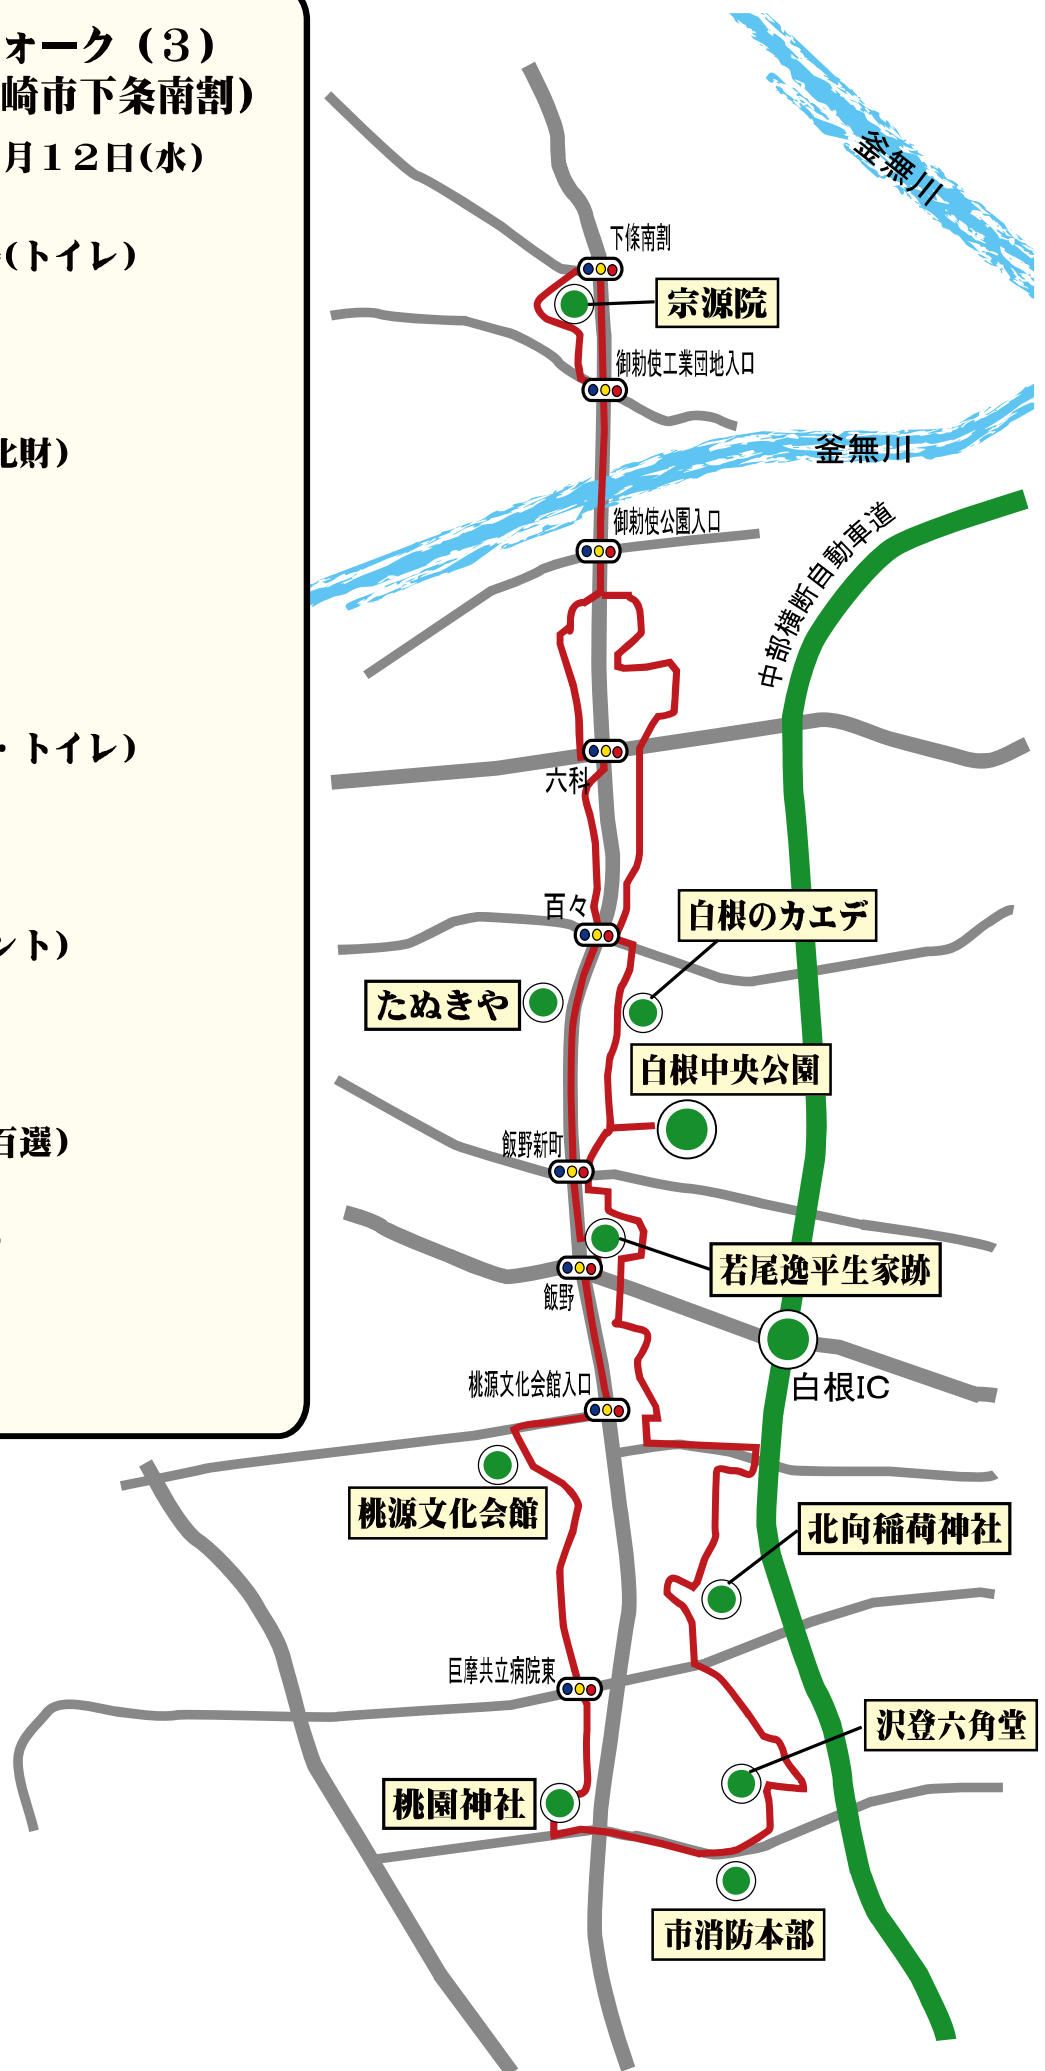 ォーク（３）
崎市下条南割）
月１２日(水)
(トイレ)
化財)
・トイレ)
ント)
百選)
釜無川
下條南割
宗源院
御勅使工業団地入口
釜無川
御勅使公園入口
中部横断自動車道
六科
百々
白根のカエデ
たぬきや
白根中央公園
飯野新町
若尾逸平生家跡
飯野
白根IC
桃源文化会館入口
桃源文化会館
北向稲荷神社
巨摩共立病院東
沢登六角堂
桃園神社
市消防本部